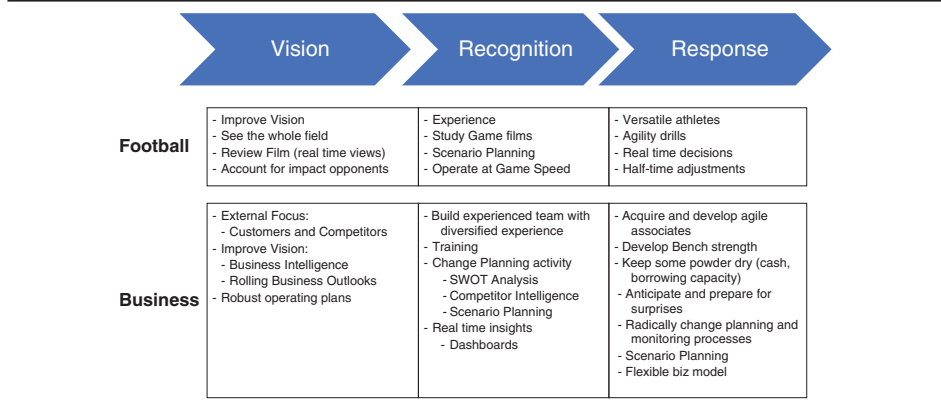 Vision
Recognition
Response
Football
- Improve Vision
- See the whole field
- Review Film (real time views)
- Account for impact opponents
- Experience
- Study Game films
- Scenario Planning
- Operate at Game Speed
- Versatile athletes
- Agility drills
- Real time decisions
- Half-time adjustments
Business
- External Focus:
- Customers and Competitors
- Improve Vision:
- Business Intelligence
- Rolling Business Outlooks
- Robust operating plans
- Build experienced team with
diversified experience
- Training
- Change Planning activity
- SWOT Analysis
- Competitor Intelligence
- Scenario Planning
- Real time insights
- Dashboards
- Acquire and develop agile
associates
- Develop Bench strength
- Keep some powder dry (cash,
borrowing capacity)
- Anticipate and prepare for
surprises
- Radically change planning and
monitoring processes
- Scenario Planning
- Flexible biz model